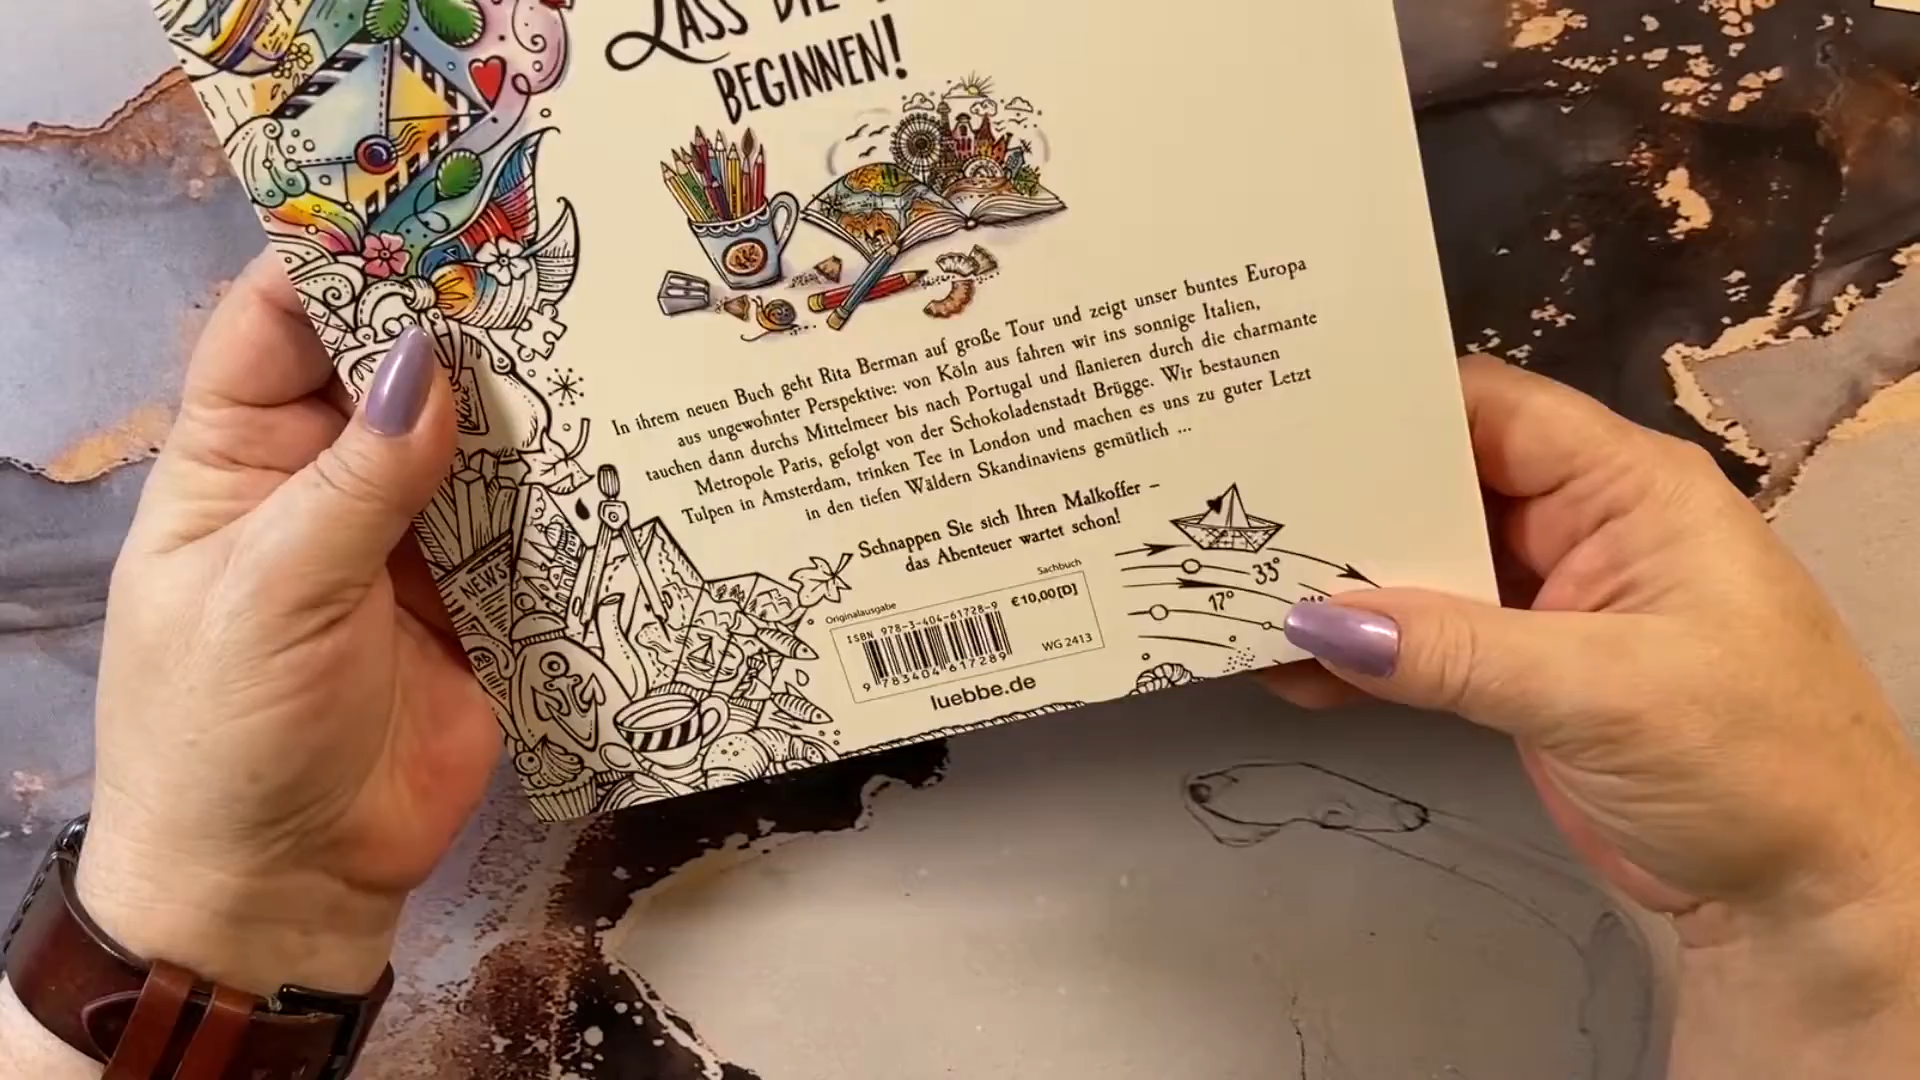 LASS DIE
BEGINNEN!
In ihrem neuen Buch geht Rita Berman auf große Tour und zeigt unser buntes Europa
aus ungewohnter Perspektive: von Köln aus fahren wir ins sonnige Italien,
tauchen dann durchs Mittelmeer bis nach Portugal und flanieren durch die charmante
Metropole Paris, gefolgt von der Schokoladenstadt Brügge. Wir bestaunen
Tulpen in Amsterdam, trinken Tee in London und machen es uns zu guter Letzt
in den tiefen Wäldern Skandinaviens gemütlich ...
Schnappen Sie sich Ihren Malkoffer –
das Abenteuer wartet schon!
Originalausgabe
Sachbuch
ISBN 978-3-404-61728-9
€10,00[D]
9 783404 617289
WG 2413
luebbe.de
33°
17°
NEWS